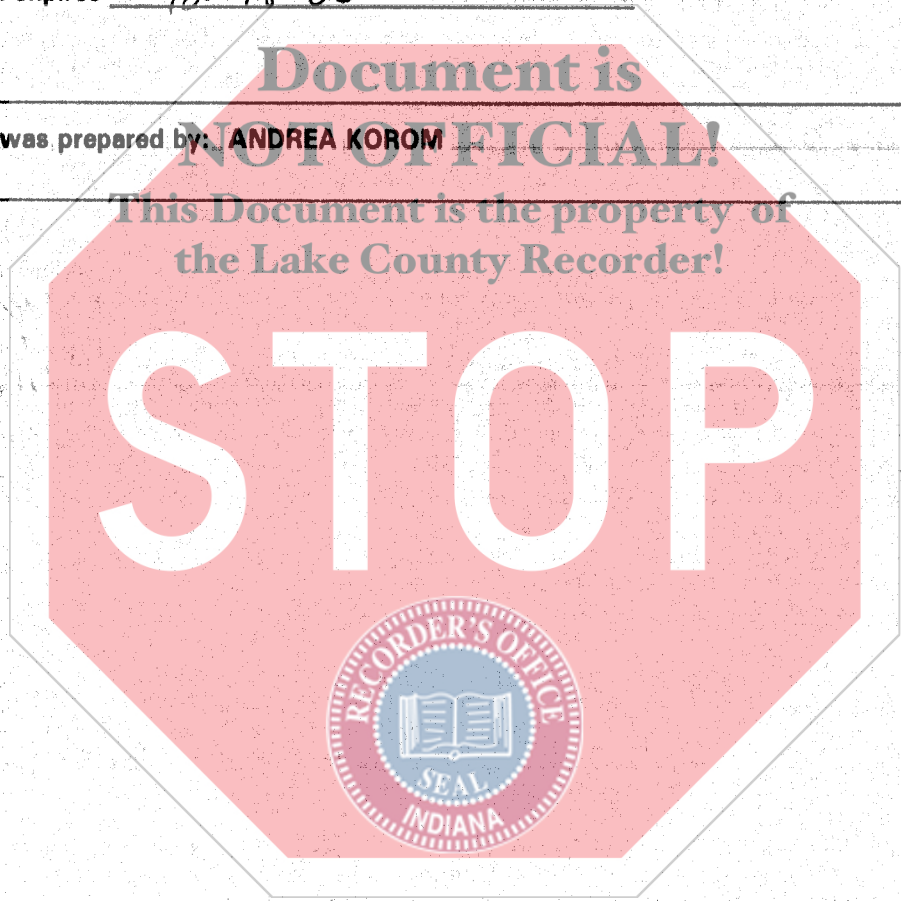 Document is
was prepared by: ANDREA KOROM
NOT OFFICIAL!
This Document is the property of
the Lake County Recorder!
STOP
RECORDER'S OFFICE
SEAL
INDIANA